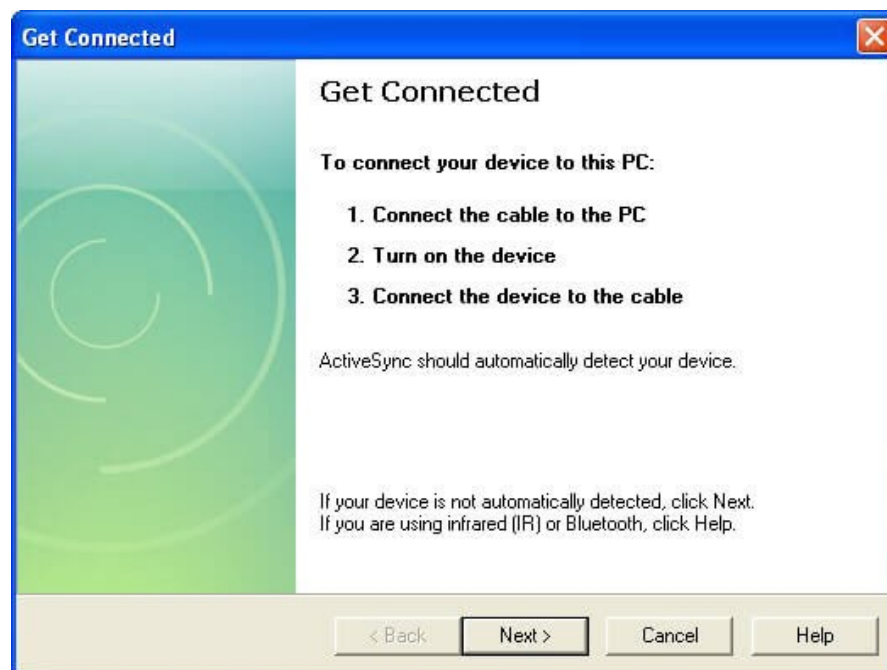 Get Connected
Get Connected
To connect your device to this PC:
1. Connect the cable to the PC
2. Turn on the device
3. Connect the device to the cable
ActiveSync should automatically detect your device.
If your device is not automatically detected, click Next.
If you are using infrared (IR) or Bluetooth, click Help.
< Back Next > Cancel Help